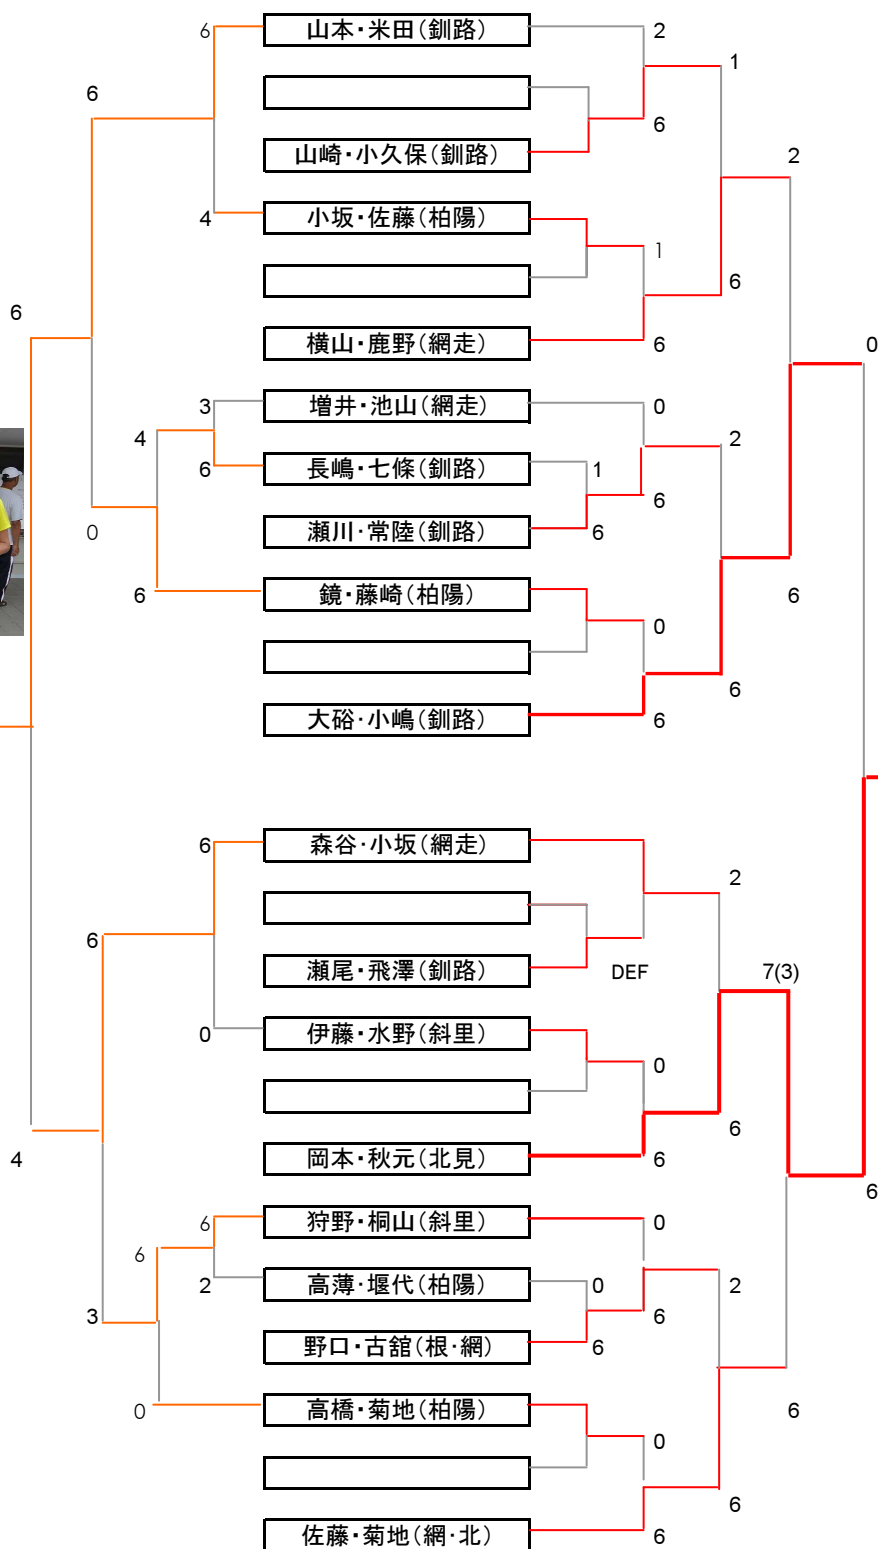 6 山本・米田(釧路) 2
1
6
6
山崎・小久保(釧路)
2
4 小坂・佐藤(柏陽)
1
6
6
横山・鹿野(網走) 6
0
3 増井・池山(網走) 0
4 2
6 長嶋・七條(釧路) 1
6
0 瀬川・常陸(釧路) 6
6 鏡・藤崎(柏陽) 6
0
6
大硲・小嶋(釧路) 6
6 森谷・小坂(網走)
2
6
瀬尾・飛澤(釧路) DEF 7(3)
0 伊藤・水野(斜里)
0
6
4 岡本・秋元(北見) 6
6
6 狩野・桐山(斜里) 0
6
2 高薄・堰代(柏陽) 0 2
3 6
野口・古舘(根・網) 6
0 高橋・菊地(柏陽) 6
0
6
佐藤・菊地(網・北) 6